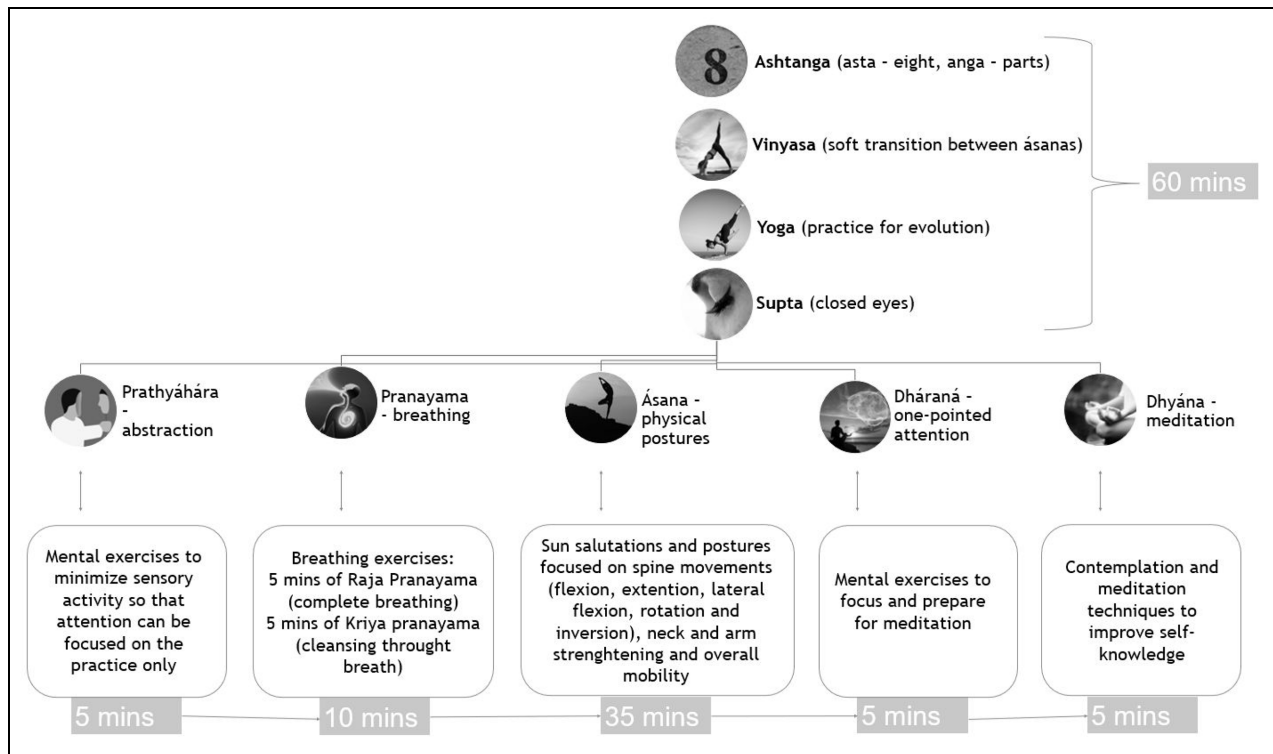 8
Ashtanga (asta - eight, anga - parts)
Vinyasa (soft transition between ásanas)
60 mins
Yoga (practice for evolution)
Supta (closed eyes)
Prathyáhára
-
abstraction
Pranayama
- breathing
Ásana -
physical
postures
Dháraná -
one-pointed
attention
Dhyána -
meditation
Mental exercises to
minimize sensory
activity so that
attention can be
focused on the
practice only
Breathing exercises:
5 mins of Raja Pranayama
(complete breathing)
5 mins of Kriya pranayama
(cleansing throught
breath)
Sun salutations and postures
focused on spine movements
(flexion, extention, lateral
flexion, rotation and
inversion), neck and arm
strenghtening and overall
mobility
Mental exercises to
focus and prepare
for meditation
Contemplation and
meditation
techniques to
improve self-
knowledge
5 mins
10 mins
35 mins
5 mins
5 mins